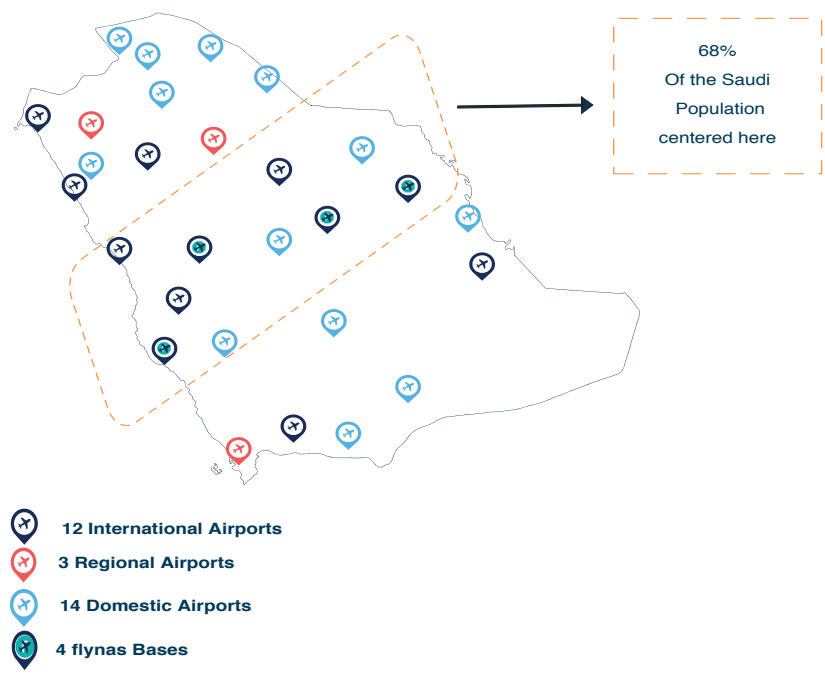 68%
Of the Saudi
Population
centered here
12 International Airports
3 Regional Airports
14 Domestic Airports
4 flynas Bases